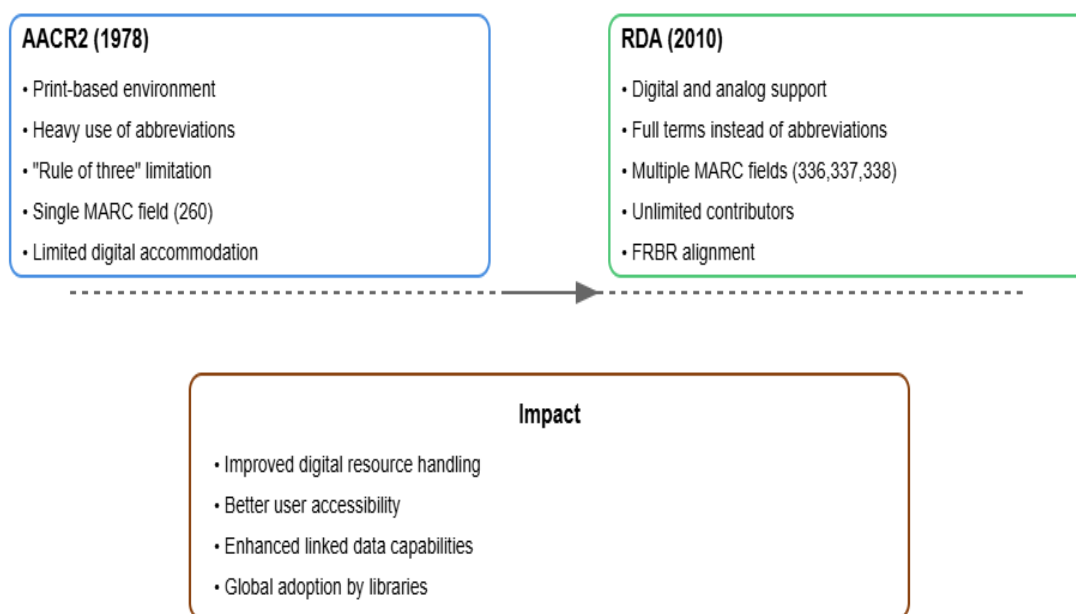 AACR2 (1978)
• Print-based environment
• Heavy use of abbreviations
• "Rule of three" limitation
• Single MARC field (260)
• Limited digital accommodation
RDA (2010)
• Digital and analog support
• Full terms instead of abbreviations
• Multiple MARC fields (336,337,338)
• Unlimited contributors
• FRBR alignment
Impact
• Improved digital resource handling
• Better user accessibility
• Enhanced linked data capabilities
• Global adoption by libraries